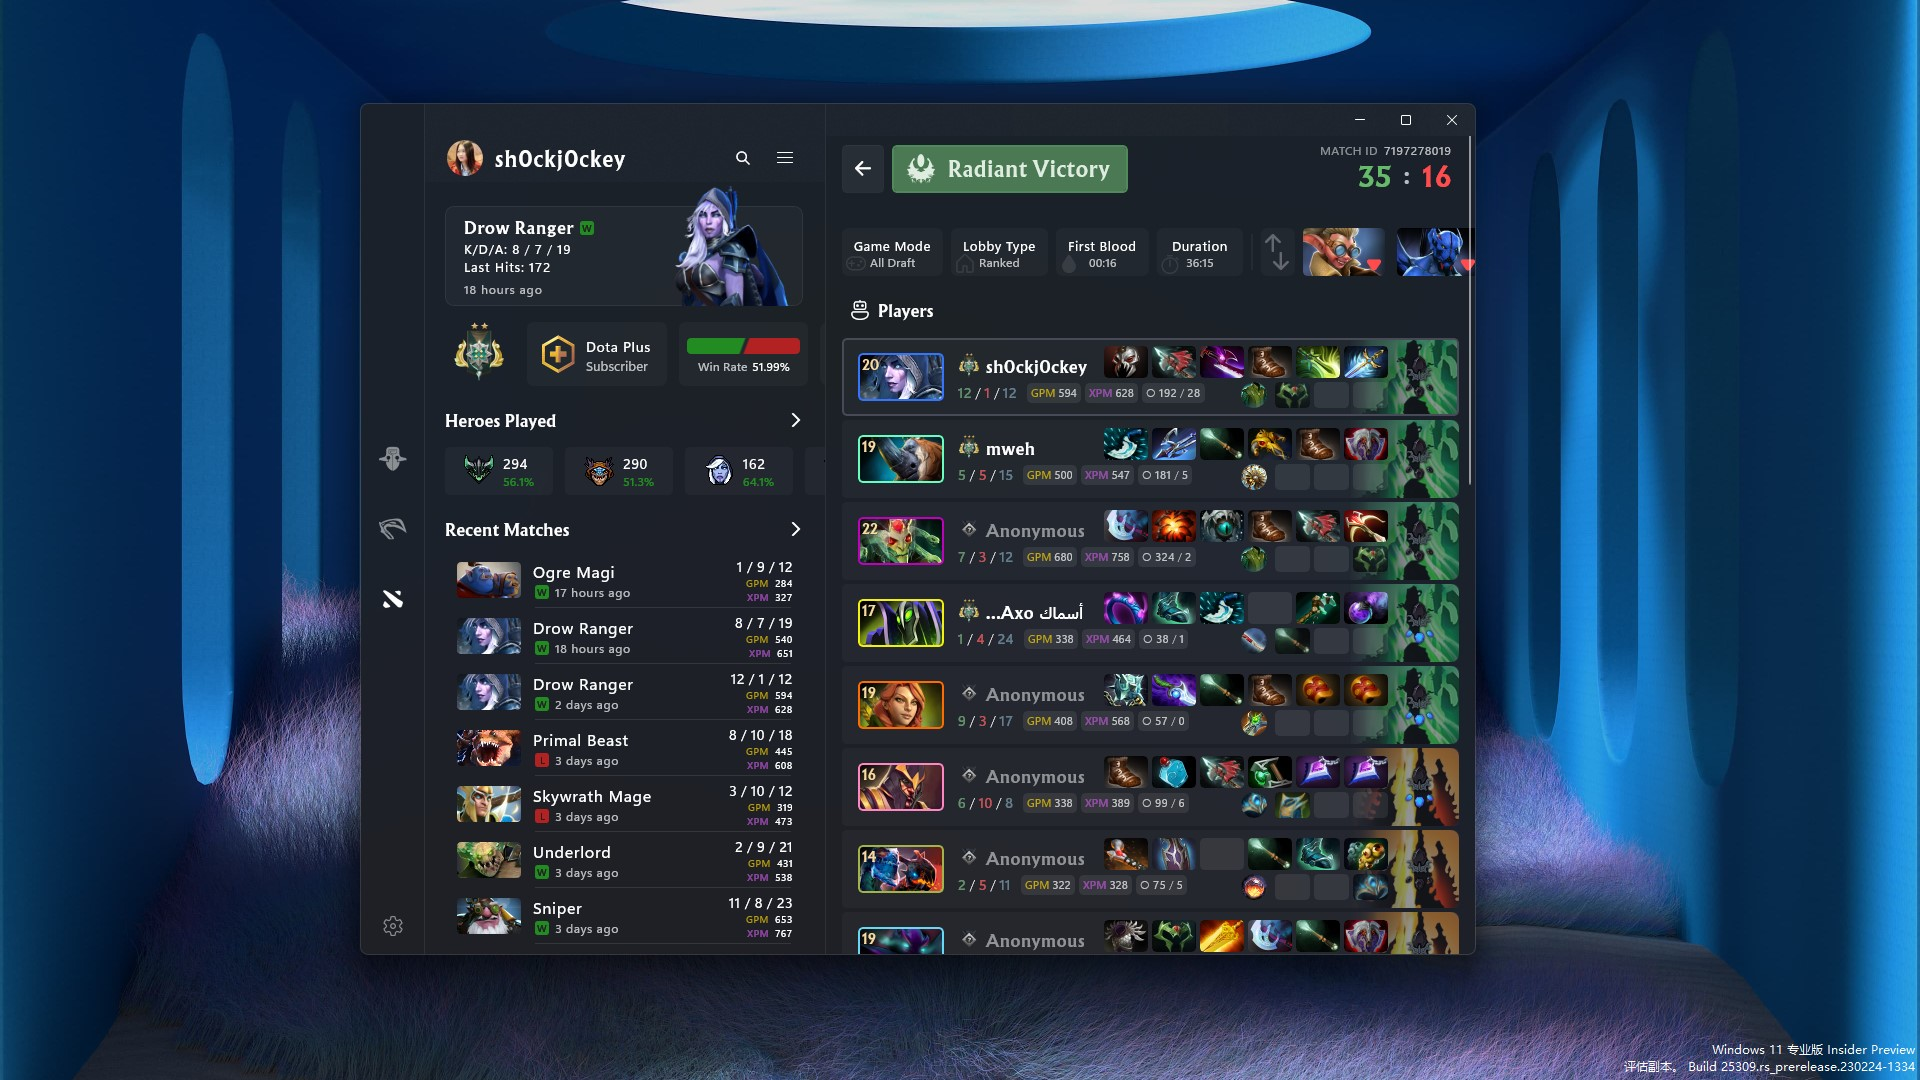 sh0ckj0ckey
Drow Ranger W
K/D/A: 8 / 7 / 19
Last Hits: 172
18 hours ago
Dota Plus
Subscriber
Win Rate 51.99%
Heroes Played
294
56.1%
290
51.3%
162
64.1%
Recent Matches
Ogre Magi
W 17 hours ago
1 / 9 / 12
GPM 284
XPM 327
Drow Ranger
W 18 hours ago
8 / 7 / 19
GPM 540
XPM 651
Drow Ranger
W 2 days ago
12 / 1 / 12
GPM 594
XPM 628
Primal Beast
L 3 days ago
8 / 10 / 18
GPM 445
XPM 608
Skywrath Mage
L 3 days ago
3 / 10 / 12
GPM 319
XPM 473
Underlord
W 3 days ago
2 / 9 / 21
GPM 431
XPM 538
Sniper
W 3 days ago
11 / 8 / 23
GPM 653
XPM 767
Radiant Victory
MATCH ID 7197278019
35 : 16
Game Mode
All Draft
Lobby Type
Ranked
First Blood
00:16
Duration
36:15
Players
20
sh0ckj0ckey
12 / 1 / 12 GPM 594 XPM 628 192 / 28
19
mweh
5 / 5 / 15 GPM 500 XPM 547 181 / 5
22
Anonymous
7 / 3 / 12 GPM 680 XPM 758 324 / 2
17
أسماك Axo...
1 / 4 / 24 GPM 338 XPM 464 38 / 1
19
Anonymous
9 / 3 / 17 GPM 408 XPM 568 57 / 0
16
Anonymous
6 / 10 / 8 GPM 338 XPM 389 99 / 6
14
Anonymous
2 / 5 / 11 GPM 322 XPM 328 75 / 5
19
Anonymous
Windows 11 专业版 Insider Preview
评估副本。 Build 25309.rs_prerelease.230224-1334